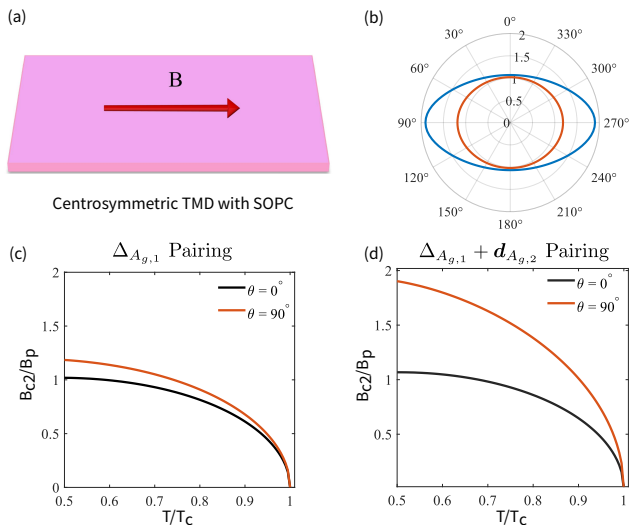 (a)
B
Centrosymmetric TMD with SOPC
(b)
0°
30° 330°
60° 300°
90° 270°
120° 240°
150° 210°
180°
2
1.5
1
0.5
0
(c)
Δ_{A_{g,1}} Pairing
θ = 0°
θ = 90°
B_{c2}/B_p
2
1.5
1
0.5
0
0.5 0.6 0.7 0.8 0.9 1
T/T_c
(d)
Δ_{A_{g,1}} + d_{A_{g,2}} Pairing
θ = 0°
θ = 90°
B_{c2}/B_p
2
1.5
1
0.5
0.5 0.6 0.7 0.8 0.9 1
T/T_c